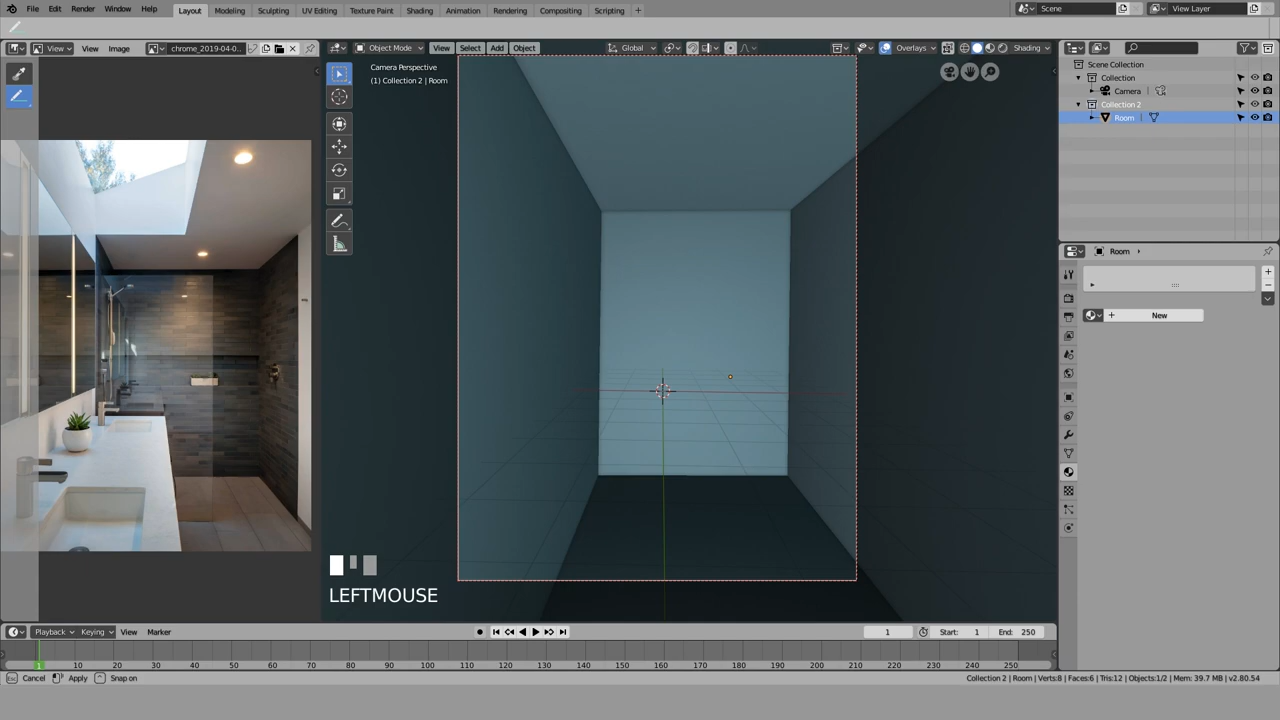 File Edit Render Window Help Layout Modeling Sculpting UV Editing Texture Paint Shading Animation Rendering Compositing Scripting + Scene View Layer
View View Image chrome_2019-04-0... Object Mode View Select Add Object Global Overlays Shading
Camera Perspective
(1) Collection 2 | Room
Scene Collection
Collection
Camera
Collection 2
Room
Room
New
LEFTMOUSE
Playback Keying View Marker 1 Start: 1 End: 250
1 10 20 30 40 50 60 70 80 90 100 110 120 130 140 150 160 170 180 190 200 210 220 230 240 250
Cancel Apply Snap on Collection 2 | Room | Verts:8 | Faces:6 | Tris:12 | Objects:1/2 | Mem: 39.7 MB | v2.80.54